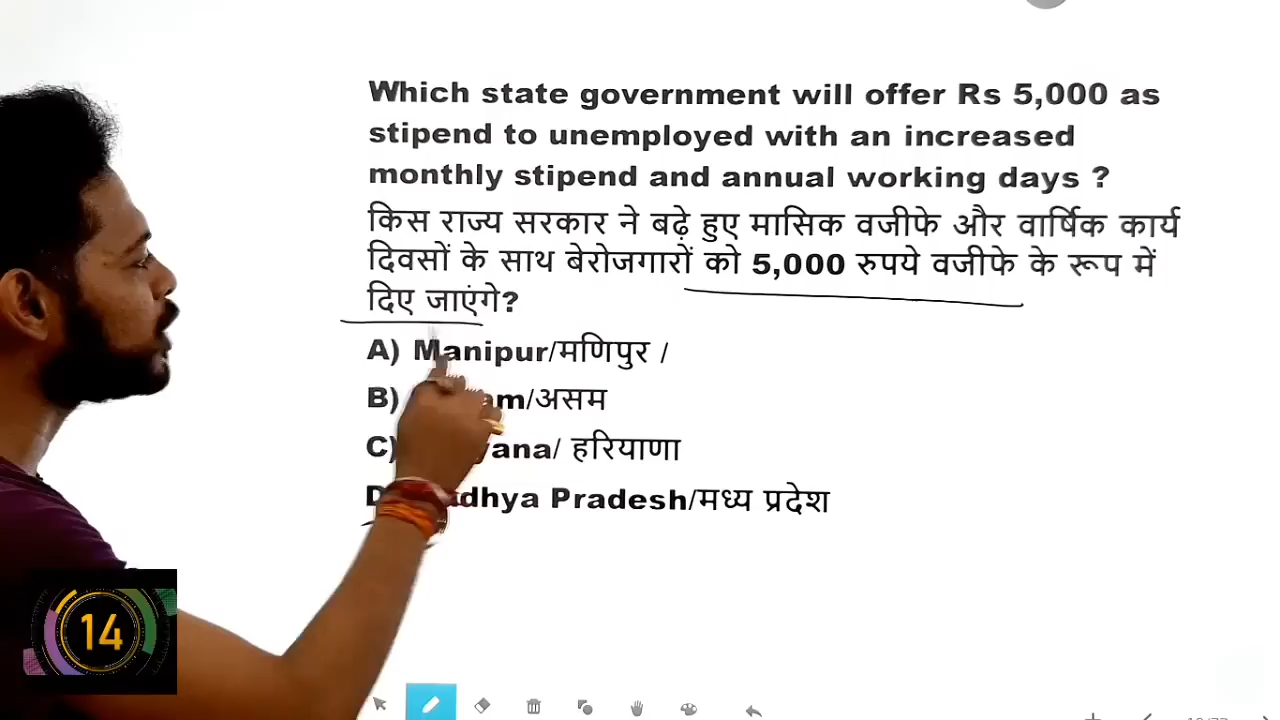 Which state government will offer Rs 5,000 as
stipend to unemployed with an increased
monthly stipend and annual working days ?
किस राज्य सरकार ने बढ़े हुए मासिक वजीफे और वार्षिक कार्य
दिवसों के साथ बेरोजगारों को 5,000 रुपये वजीफे के रूप में
दिए जाएंगे?
A) Manipur/मणिपुर /
B) /असम
C) / हरियाणा
Pradesh/मध्य प्रदेश
14